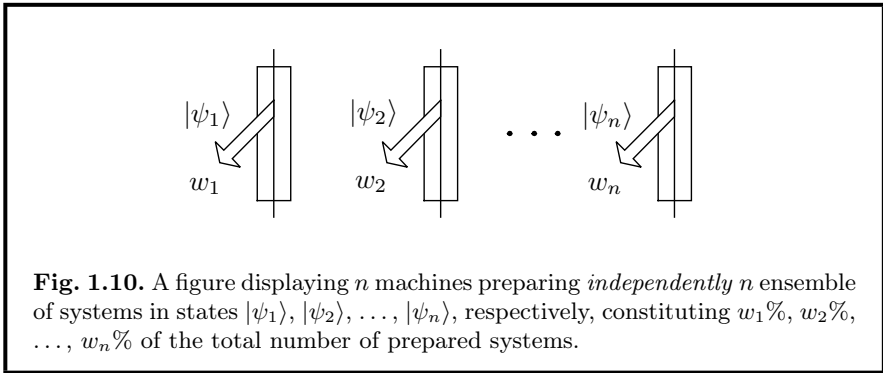 |ψ₁⟩ |ψ₂⟩ . . . |ψₙ⟩
w₁ w₂ wₙ
Fig. 1.10. A figure displaying n machines preparing independently n ensemble
of systems in states |ψ₁⟩, |ψ₂⟩, . . . , |ψₙ⟩, respectively, constituting w₁%, w₂%,
. . . , wₙ% of the total number of prepared systems.